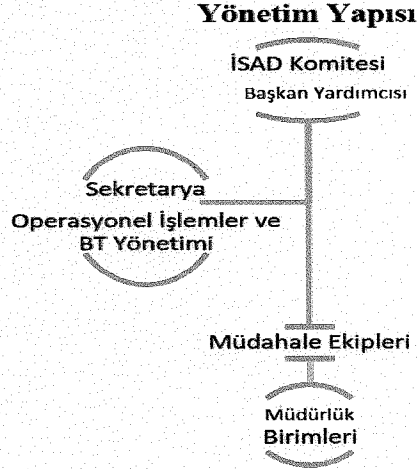 Yönetim Yapısı
İSAD Komitesi
Başkan Yardımcısı
Sekretarya
Operasyonel İşlemler ve
BT Yönetimi
Müdahale Ekipleri
Müdürlük
Birimleri